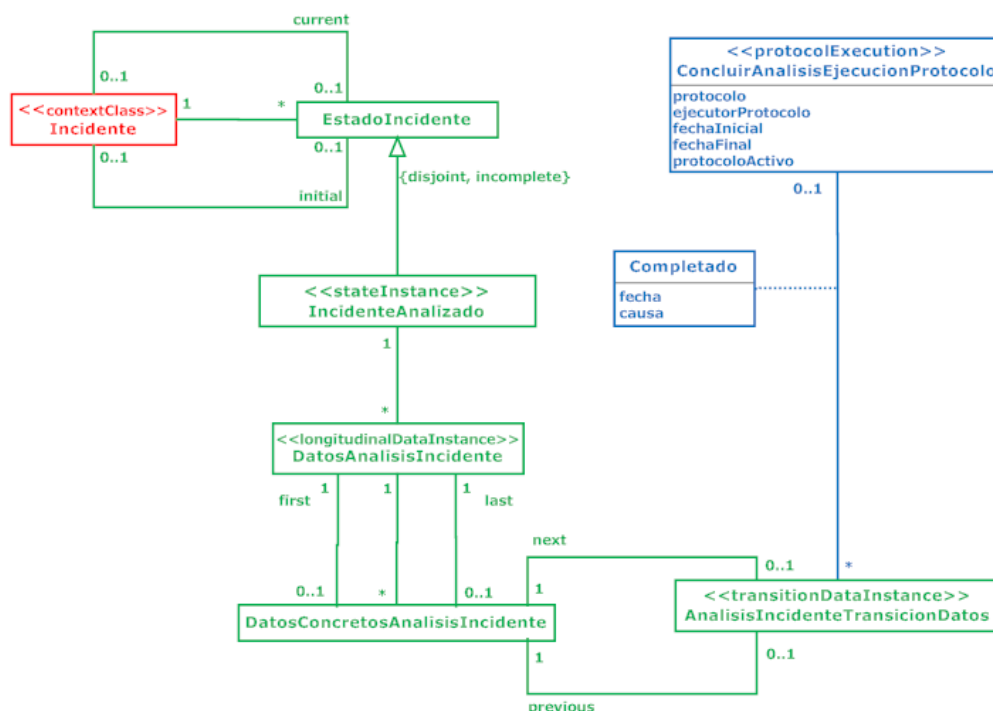 current
0..1
0..1
<<contextClass>>
Incidente
1
*
EstadoIncidente
0..1
0..1
initial
{disjoint, incomplete}
<<protocolExecution>>
ConcluirAnalisisEjecucionProtocolo
protocolo
ejecutorProtocolo
fechaInicial
fechaFinal
protocoloActivo
0..1
Completado
fecha
causa
<<stateInstance>>
IncidenteAnalizado
1
*
<<longitudinalDataInstance>>
DatosAnalisisIncidente
1
1
1
first
last
0..1
*
0..1
DatosConcretosAnalisisIncidente
next
1
0..1
*
<<transitionDataInstance>>
AnalisisIncidenteTransicionDatos
1
0..1
previous